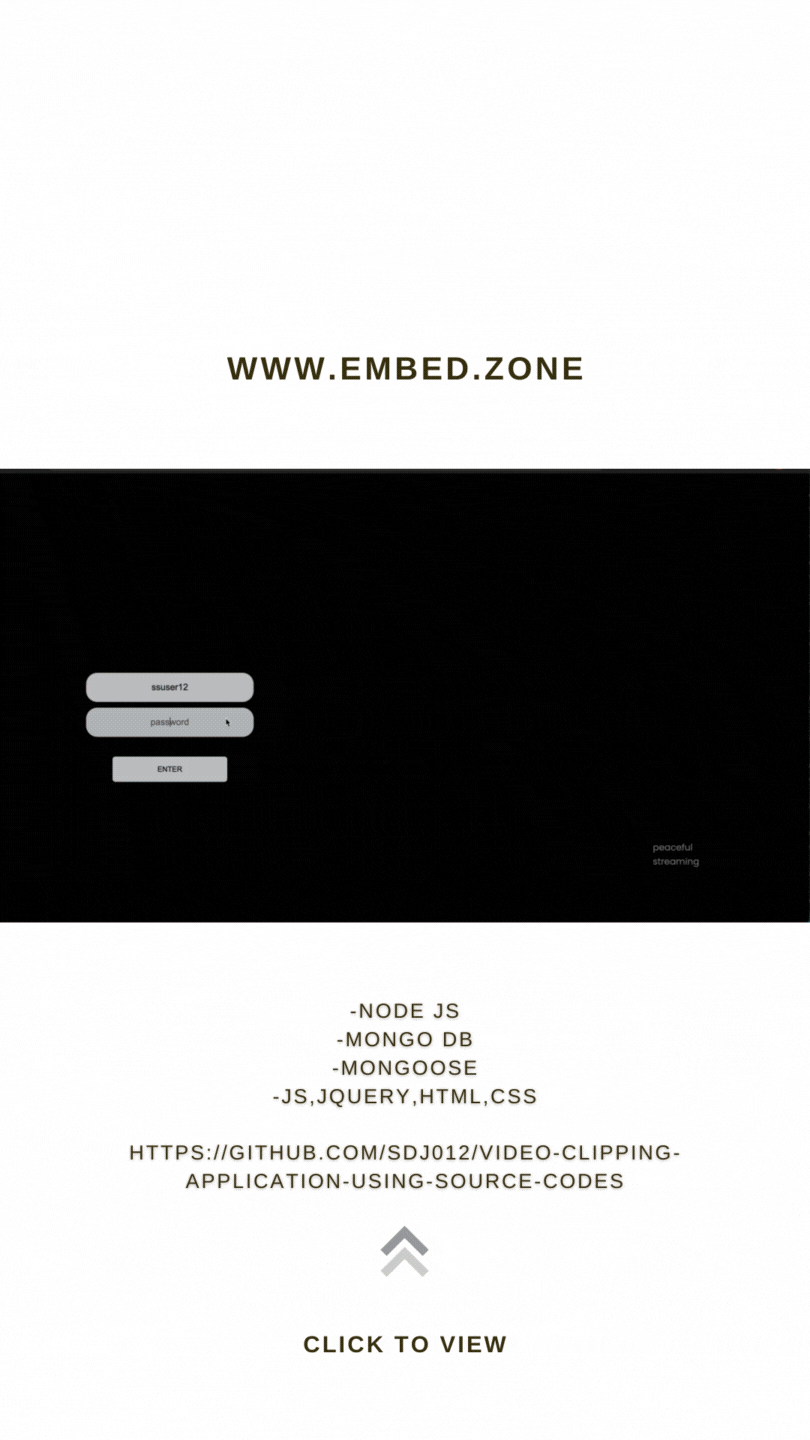 WWW.EMBED.ZONE
ssuser12
password
ENTER
peaceful
streaming
-NODE JS
-MONGO DB
-MONGOOSE
-JS,JQUERY,HTML,CSS
HTTPS://GITHUB.COM/SDJ012/VIDEO-CLIPPING-
APPLICATION-USING-SOURCE-CODES
CLICK TO VIEW